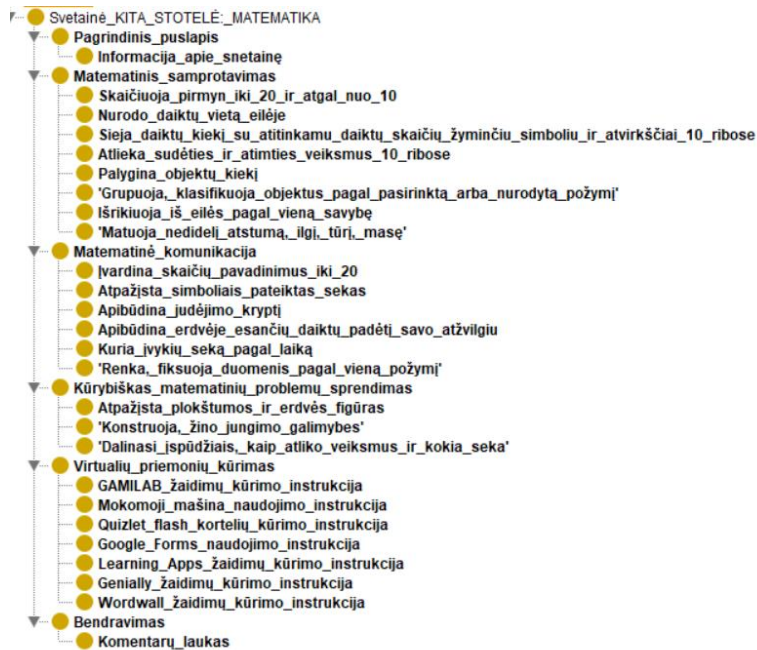 Svetainė_KITA_STOTELĖ:_MATEMATIKA
Pagrindinis_puslapis
Informacija_apie_snetainę
Matematinis_samprotavimas
Skaičiuoja_pirmyn_iki_20_ir_atgal_nuo_10
Nurodo_daiktų_vietą_eilėje
Sieja_daiktų_kiekį_su_atitinkamu_daiktų_skaičių_žyminčiu_simboliu_ir_atvirkščiai_10_ribose
Atlieka_sudėties_ir_atimties_veiksmus_10_ribose
Palygina_objektų_kiekį
'Grupuoja,_klasifikuoja_objektus_pagal_pasirinktą_arba_nurodytą_požymį'
Išrikiuoja_iš_eilės_pagal_vieną_savybę
'Matuoja_nedidelį_atstumą,_ilgį,_tūrį,_masę'
Matematinė_komunikacija
Įvardina_skaičių_pavadinimus_iki_20
Atpažįsta_simboliais_pateiktas_sekas
Apibūdina_judėjimo_kryptį
Apibūdina_erdvėje_esančių_daiktų_padėtį_savo_atžvilgiu
Kuria_įvykių_seką_pagal_laiką
'Renka,_fiksuoja_duomenis_pagal_vieną_požymį'
Kūrybiškas_matematinių_problemų_sprendimas
Atpažįsta_plokštumos_ir_erdvės_figūras
'Konstruoja,_žino_jungimo_galimybes'
'Dalinasi_įspūdžiais,_kaip_atliko_veiksmus_ir_kokia_seka'
Virtualių_priemonių_kūrimas
GAMILAB_žaidimų_kūrimo_instrukcija
Mokomoji_mašina_naudojimo_instrukcija
Quizlet_flash_kortelių_kūrimo_instrukcija
Google_Forms_naudojimo_instrukcija
Learning_Apps_žaidimų_kūrimo_instrukcija
Genially_žaidimų_kūrimo_instrukcija
Wordwall_žaidimų_kūrimo_instrukcija
Bendravimas
Komentarų_laukas